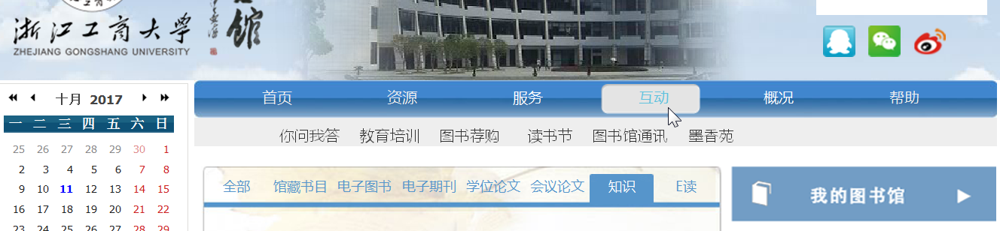 浙江工商大学
ZHEJIANG GONGSHANG UNIVERSITY
馆
首页 资源 服务 互动 概况 帮助
你问我答 教育培训 图书荐购 读书节 图书馆通讯 墨香苑
十月 2017
一 二 三 四 五 六 日
25 26 27 28 29 30 1
2 3 4 5 6 7 8
9 10 11 12 13 14 15
16 17 18 19 20 21 22
23 24 25 26 27 28 29
全部 馆藏书目 电子图书 电子期刊 学位论文 会议论文 知识 E读
我的图书馆